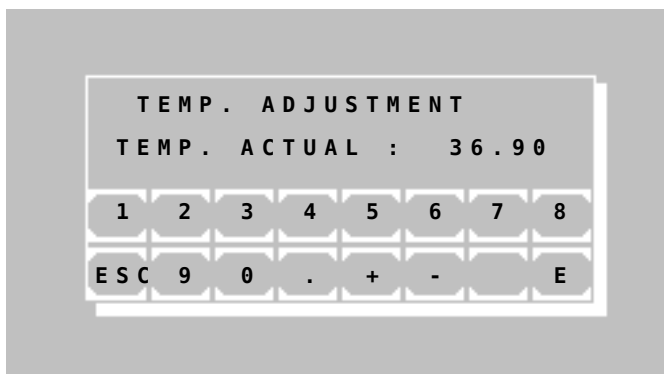 TEMP. ADJUSTMENT
TEMP. ACTUAL : 36.90
1 2 3 4 5 6 7 8
ESC 9 0 . + - E